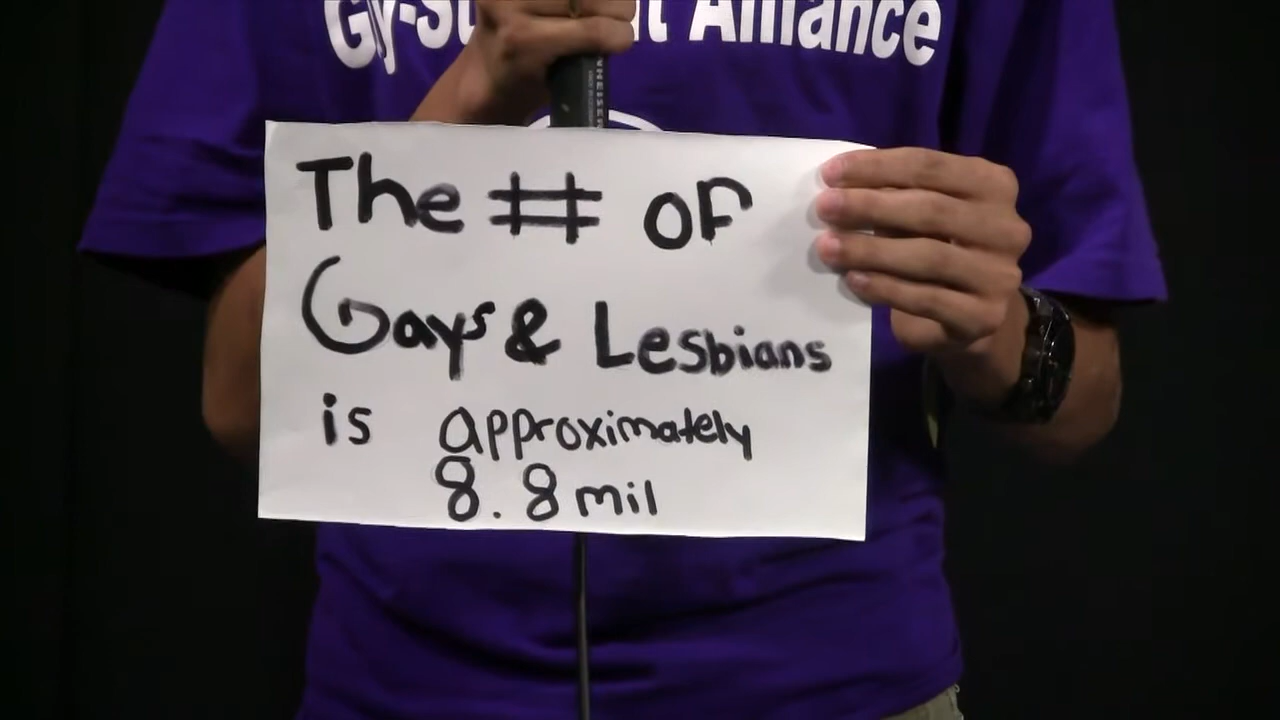 Alliance
The # of
Gays & Lesbians
is approximately
8.8 mil